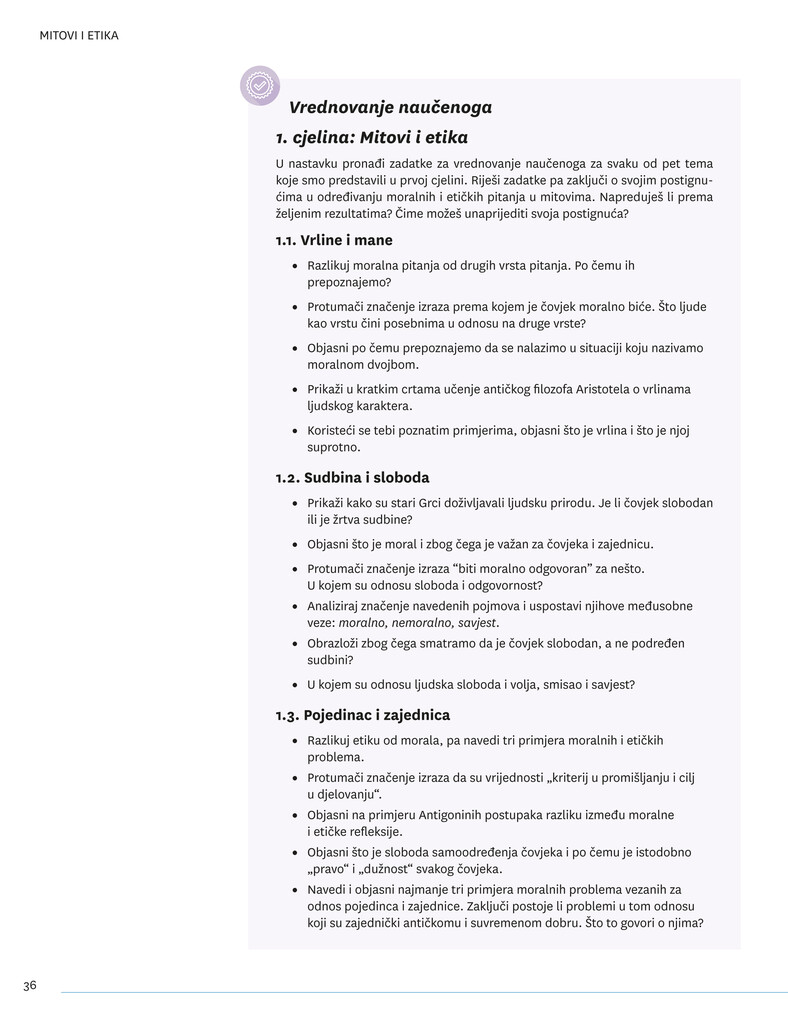 MITOVI I ETIKA
Vrednovanje naučenoga
1. cjelina: Mitovi i etika
U nastavku pronađi zadatke za vrednovanje naučenoga za svaku od pet tema
koje smo predstavili u prvoj cjelini. Riješi zadatke pa zaključi o svojim postignu-
ćima u određivanju moralnih i etičkih pitanja u mitovima. Napreduješ li prema
željenim rezultatima? Čime možeš unaprijediti svoja postignuća?
1.1. Vrline i mane
• Razlikuj moralna pitanja od drugih vrsta pitanja. Po čemu ih
prepoznajemo?
• Protumači značenje izraza prema kojem je čovjek moralno biće. Što ljude
kao vrstu čini posebnima u odnosu na druge vrste?
• Objasni po čemu prepoznajemo da se nalazimo u situaciji koju nazivamo
moralnom dvojbom.
• Prikaži u kratkim crtama učenje antičkog filozofa Aristotela o vrlinama
ljudskog karaktera.
• Koristeći se tebi poznatim primjerima, objasni što je vrlina i što je njoj
suprotno.
1.2. Sudbina i sloboda
• Prikaži kako su stari Grci doživljavali ljudsku prirodu. Je li čovjek slobodan
ili je žrtva sudbine?
• Objasni što je moral i zbog čega je važan za čovjeka i zajednicu.
• Protumači značenje izraza “biti moralno odgovoran” za nešto.
U kojem su odnosu sloboda i odgovornost?
• Analiziraj značenje navedenih pojmova i uspostavi njihove međusobne
veze: moralno, nemoralno, savjest.
• Obrazloži zbog čega smatramo da je čovjek slobodan, a ne podređen
sudbini?
• U kojem su odnosu ljudska sloboda i volja, smisao i savjest?
1.3. Pojedinac i zajednica
• Razlikuj etiku od morala, pa navedi tri primjera moralnih i etičkih
problema.
• Protumači značenje izraza da su vrijednosti „kriterij u promišljanju i cilj
u djelovanju“.
• Objasni na primjeru Antigoninih postupaka razliku između moralne
i etičke refleksije.
• Objasni što je sloboda samoodređenja čovjeka i po čemu je istodobno
„pravo“ i „dužnost“ svakog čovjeka.
• Navedi i objasni najmanje tri primjera moralnih problema vezanih za
odnos pojedinca i zajednice. Zaključi postoje li problemi u tom odnosu
koji su zajednički antičkomu i suvremenom dobru. Što to govori o njima?
36